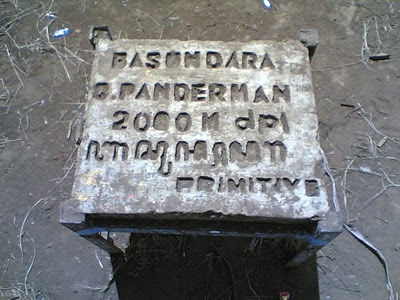 BASUNDARA
G. PANDERMAN
2000 M dpl
PRIMITIVE